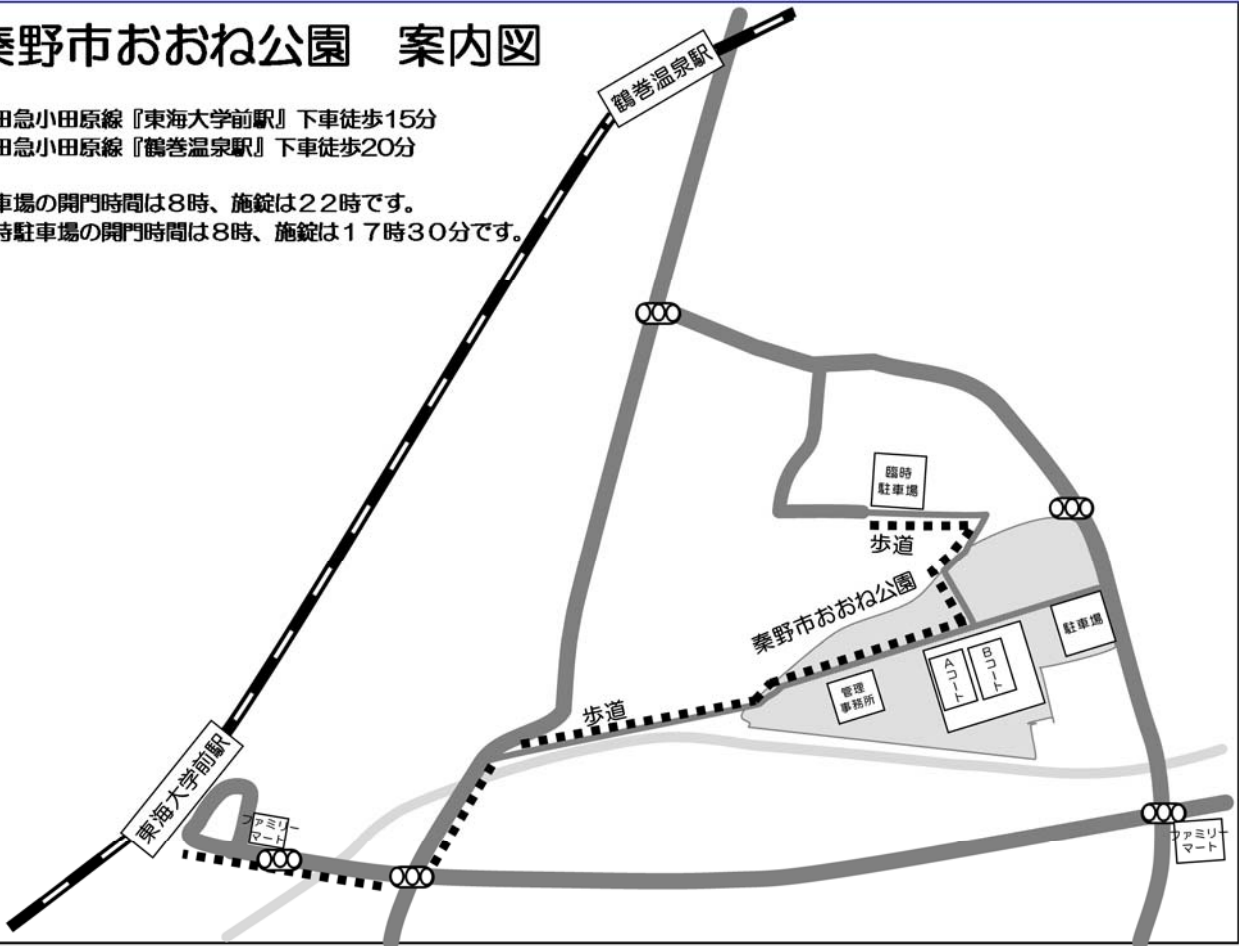 秦野市おおね公園　案内図
田急小田原線『東海大学前駅』下車徒歩15分
田急小田原線『鶴巻温泉駅』下車徒歩20分
車場の開門時間は8時、施錠は22時です。
時駐車場の開門時間は8時、施錠は17時30分です。
鶴巻温泉駅
臨時
駐車場
歩道
秦野市おおね公園
駐車場
Aコート
Bコート
管理
事務所
歩道
東海大学前駅
ファミリー
マート
ファミリー
マート